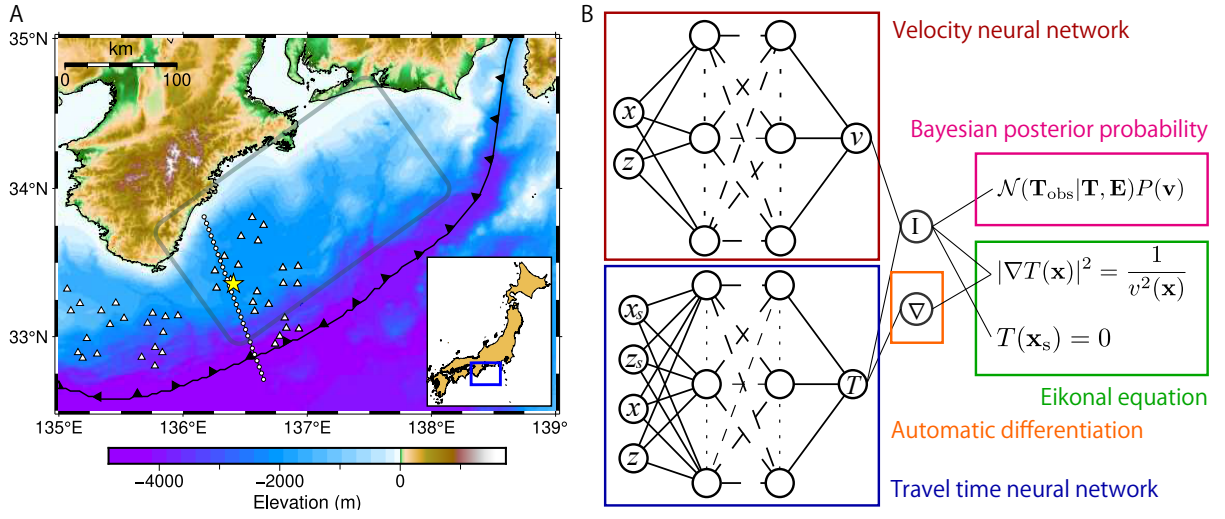 A
35°N
34°N
33°N
km
0
100
135°E
136°E
137°E
138°E
139°
−4000
−2000
0
Elevation (m)
B
Velocity neural network
x
z
v
Bayesian posterior probability
𝒩(T_obs|T, E)P(v)
I
∇
|∇T(x)|² = 1/v²(x)
T(x_s) = 0
Eikonal equation
Automatic differentiation
x_s
z_s
x
z
T
Travel time neural network